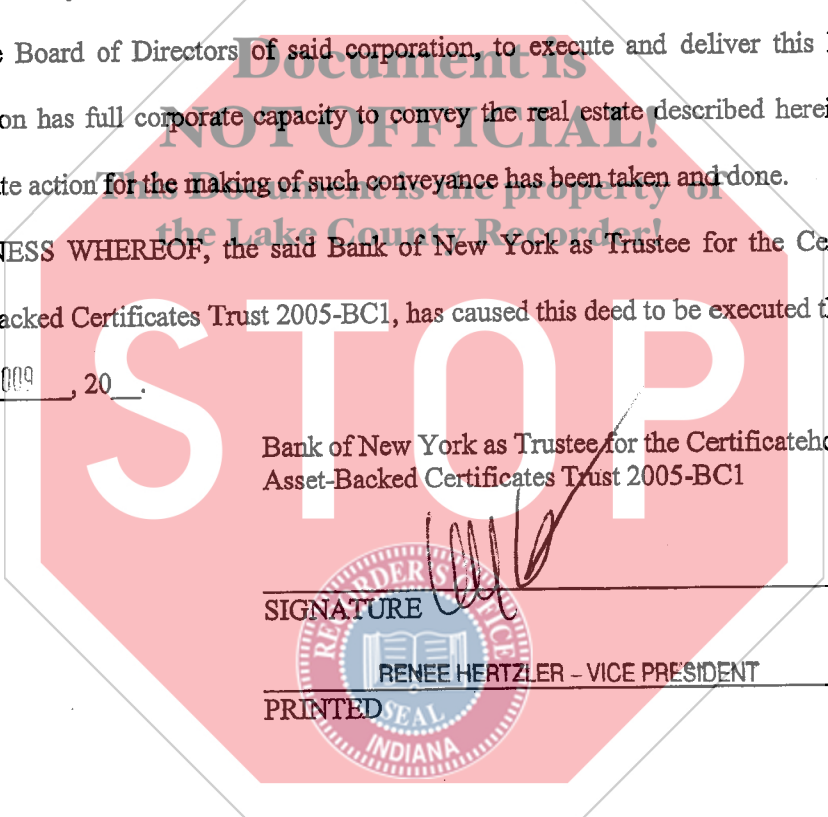 Board of Directors of said corporation, to execute and deliver this
Document is
on has full corporate capacity to convey the real estate described herei
NOT OFFICIAL!
te action for the making of such conveyance has been taken and done.
This Document is the property of
the Lake County Recorder!
NESS WHEREOF, the said Bank of New York as Trustee for the Ce
acked Certificates Trust 2005-BC1, has caused this deed to be executed t
STOP
009, 20__.
Bank of New York as Trustee for the Certificateho
Asset-Backed Certificates Trust 2005-BC1
SIGNATURE
RECORDER'S OFFICE
RENEE HERTZLER – VICE PRESIDENT
PRINTED
SEAL
INDIANA